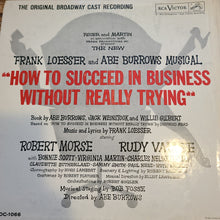 THE ORIGINAL BROADWAY CAST RECORDING
RCA VICTOR
FEUER and MARTIN
THE NEW
FRANK LOESSER and ABE BURROWS MUSICAL
"HOW TO SUCCEED IN BUSINESS
WITHOUT REALLY TRYING"
Book by ABE BURROWS, JACK WEINSTOCK and WILLIE GILBERT
Music and Lyrics by FRANK LOESSER
ROBERT MORSE RUDY VALLEE
with BONNIE SCOTT · VIRGINIA MARTIN · CHARLES NELSON
Musical Staging by BOB FOSSE
Directed by ABE BURROWS
OC-1066